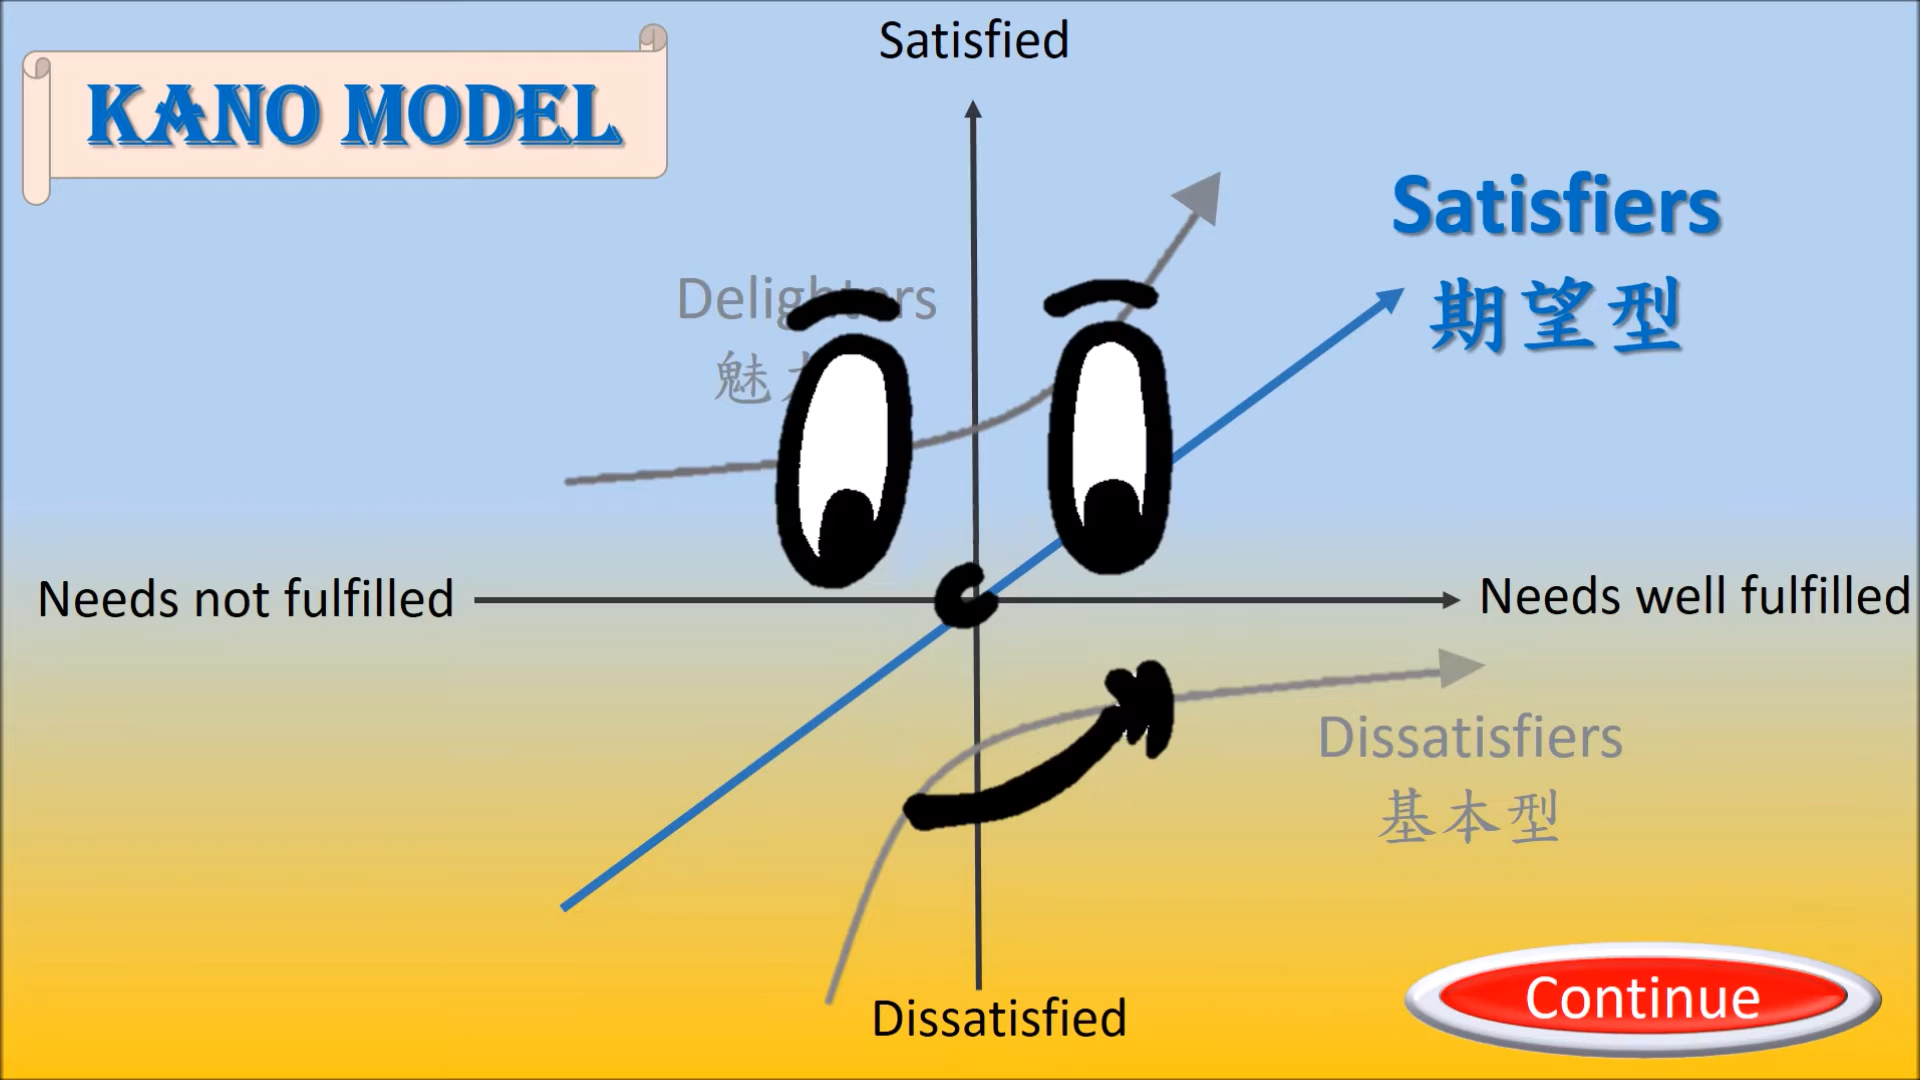 KANO MODEL
Satisfied
Satisfiers
期望型
Needs not fulfilled
Needs well fulfilled
Dissatisfiers
基本型
Dissatisfied
Continue